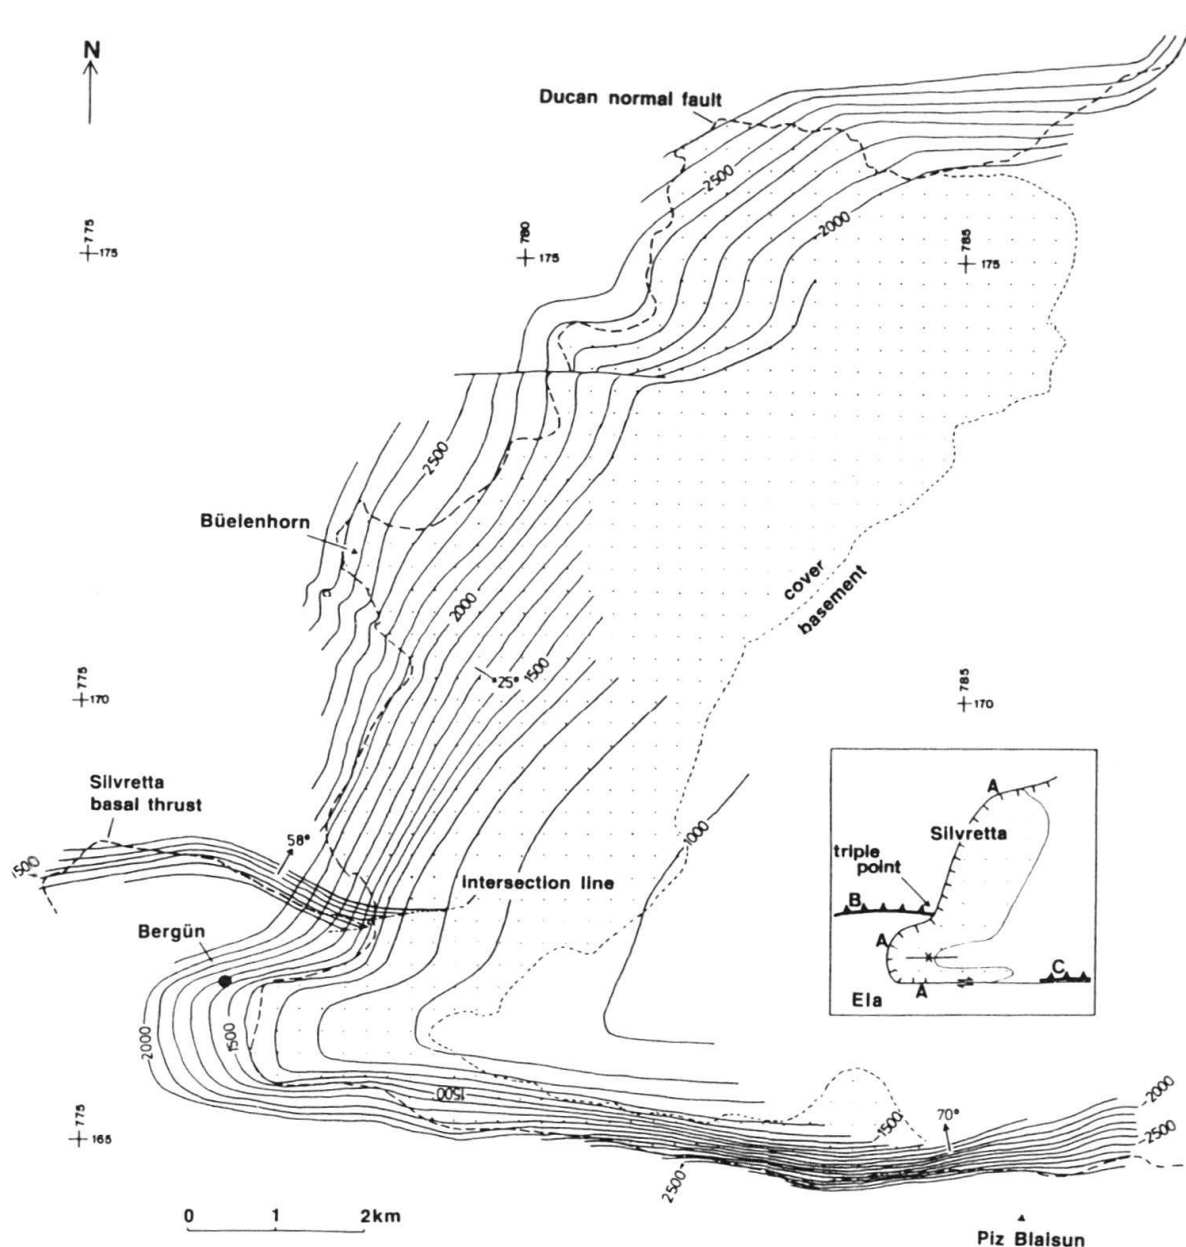 N
Ducan normal fault
2500
2000
775
175
780
175
785
175
2500
Büelenhorn
2000
cover
basement
25°
1500
775
170
785
170
Silvretta
basal thrust
58°
1500
1000
intersection line
Bergün
A
Silvretta
triple
point
B
A
C
A
Ela
2000
1500
1500
1500
70°
2000
2500
775
165
2500
0 1 2km
Piz Blaisun